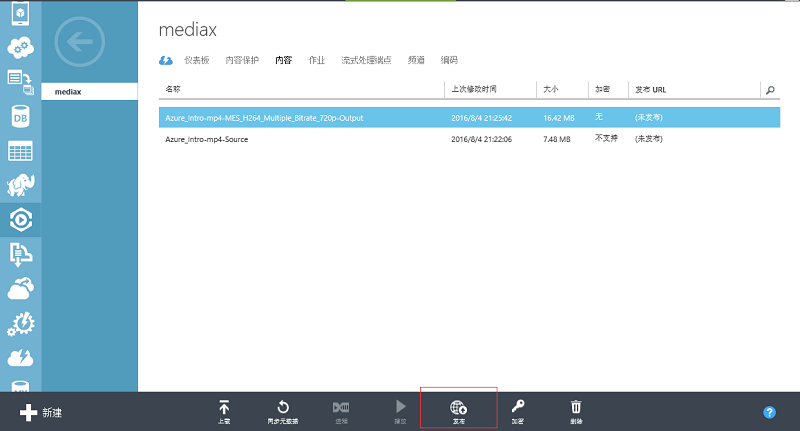 mediax
仪表板 内容保护 内容 作业 流式处理端点 频道 编码
mediax
名称 上次修改时间 大小 加密 发布 URL
Azure_intro-mp4-MES_H264_Multiple_Bitrate_720p-Output 2016/8/4 21:25:42 16.42 MB 无 (未发布)
Azure_intro-mp4-Source 2016/8/4 21:22:06 7.48 MB 不支持 (未发布)
DB
新建 上载 同步元数据 编码 播放 发布 加密 删除 ?